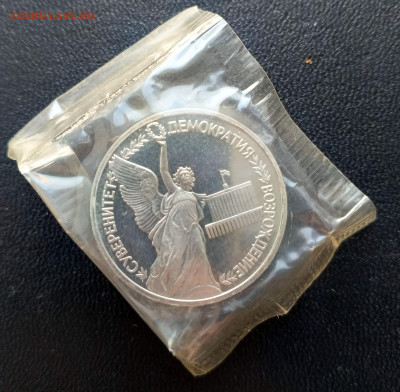 «СУВЕРЕНИТЕТ ДЕМОКРАТИЯ ВОЗРОЖДЕНИЕ»